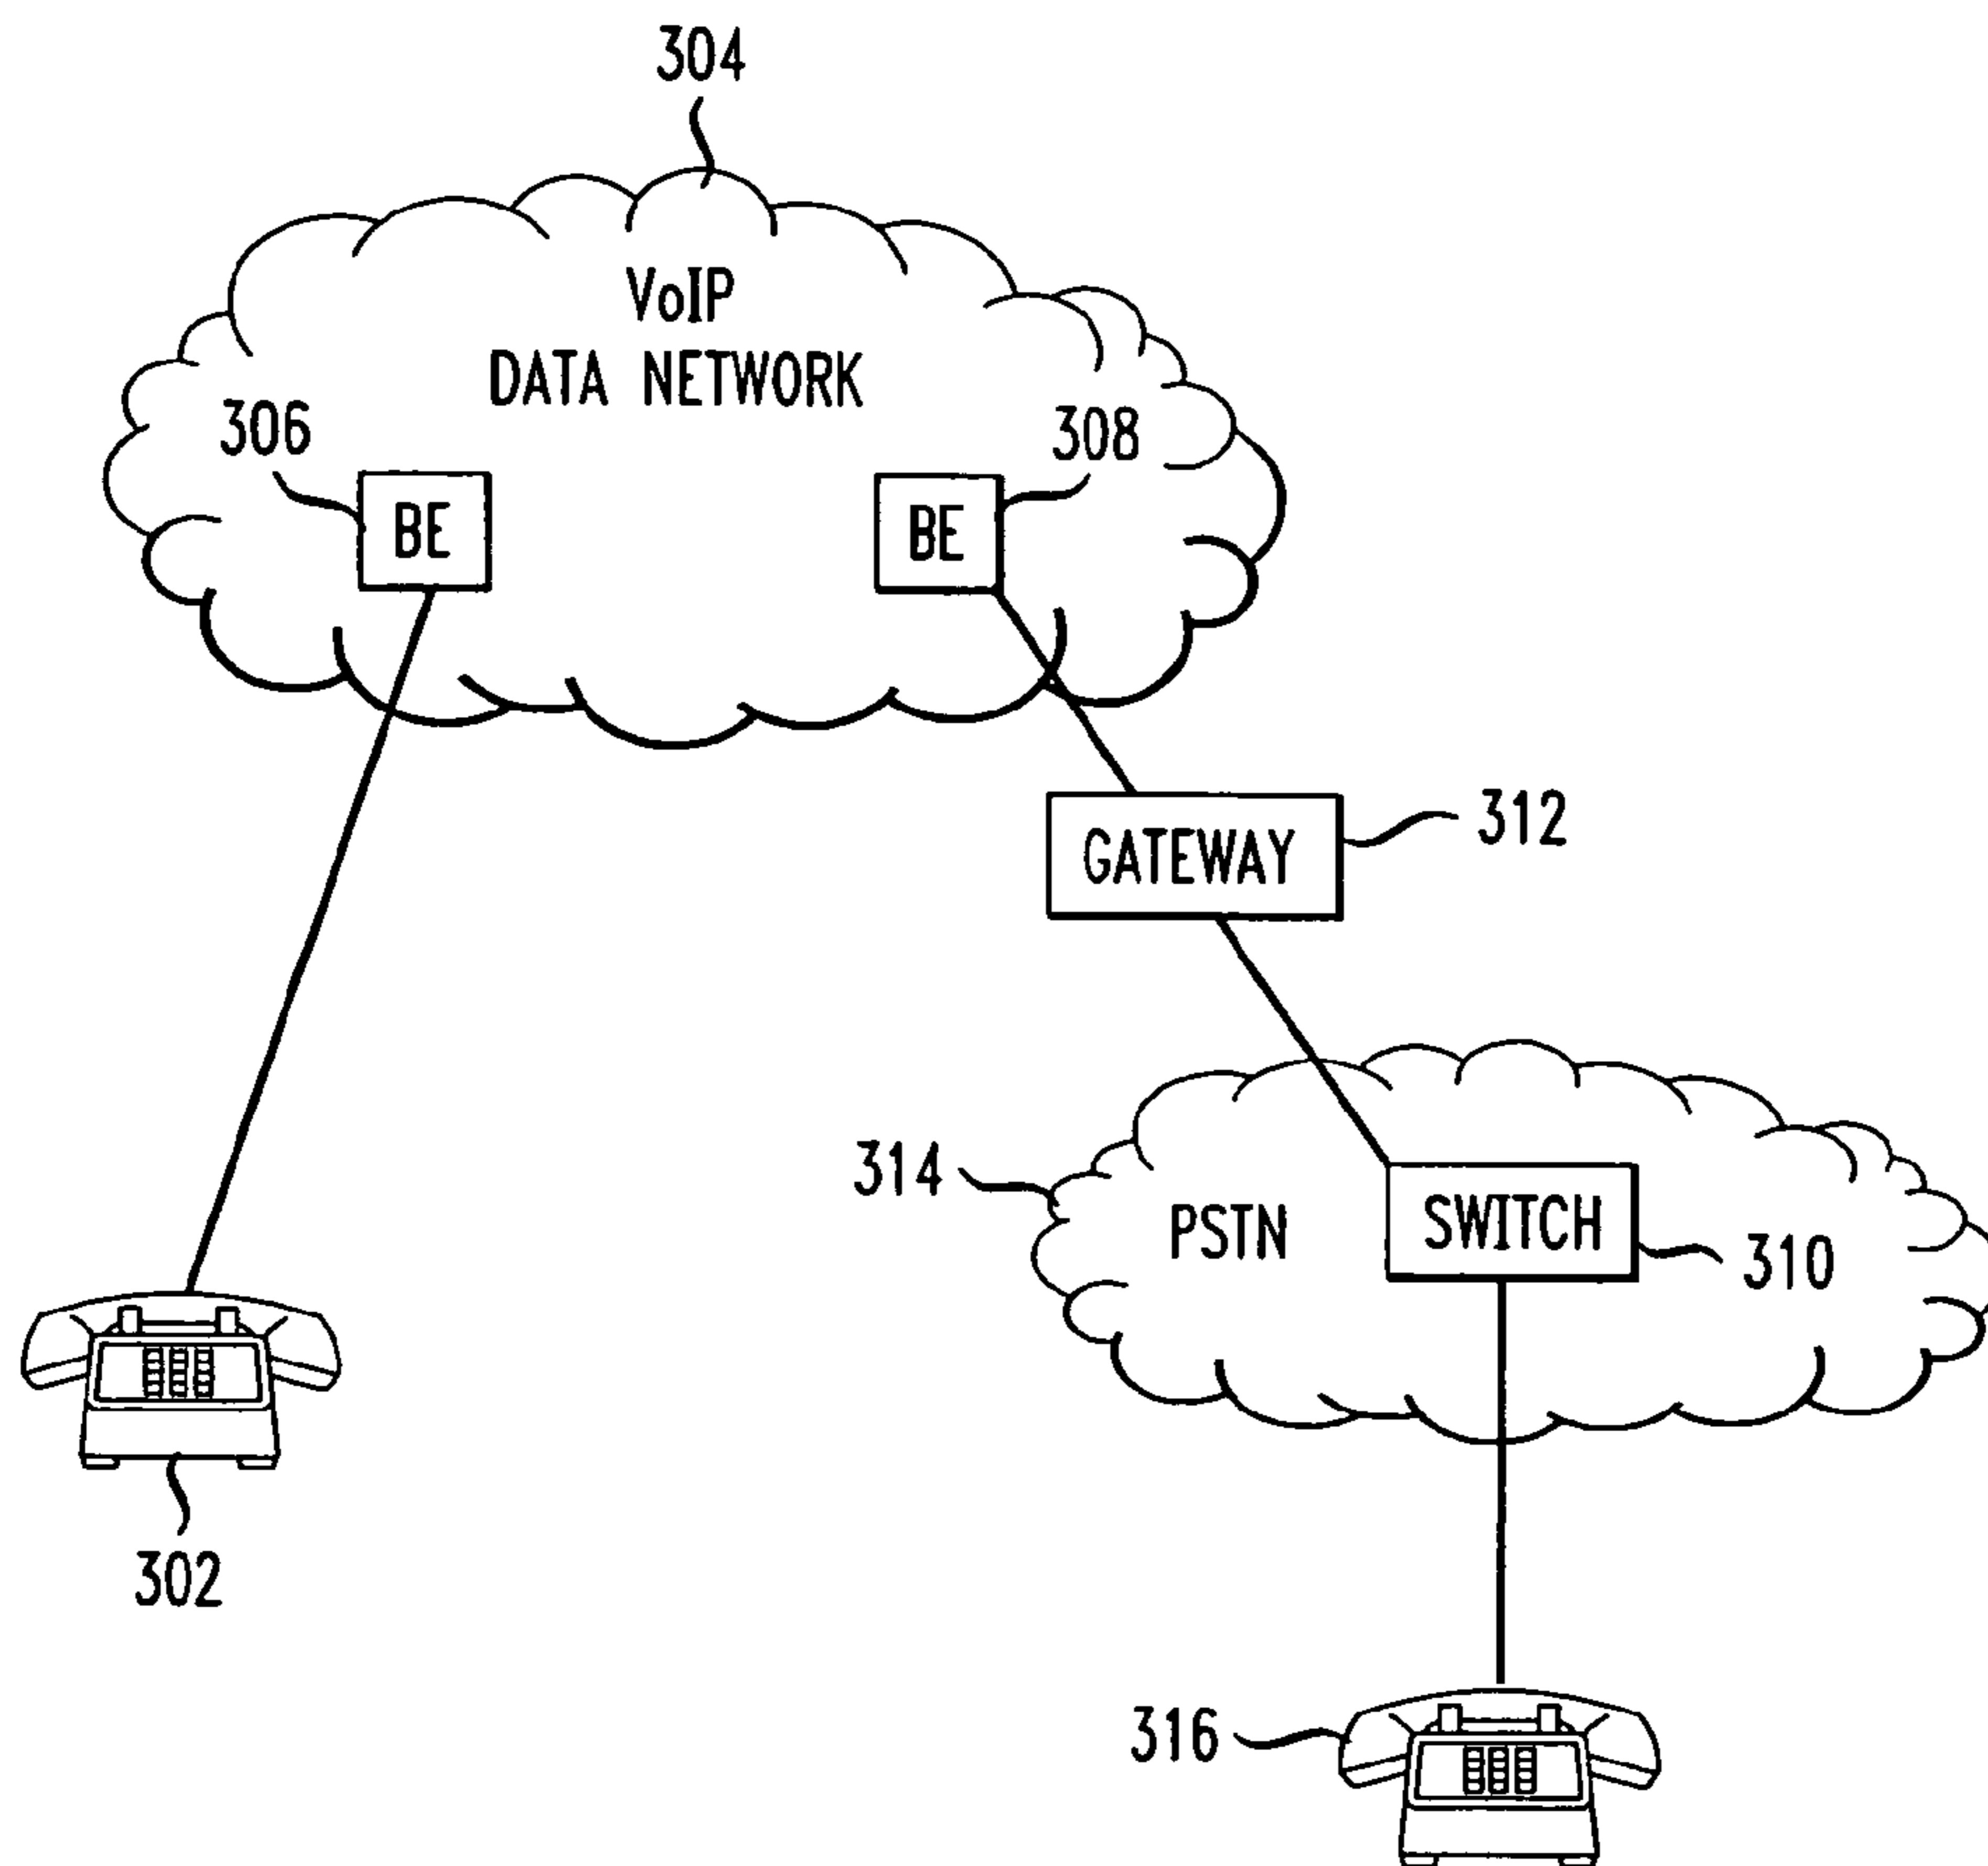 304
VoIP
DATA NETWORK
306
308
BE
BE
GATEWAY
312
314
PSTN
SWITCH
310
302
316